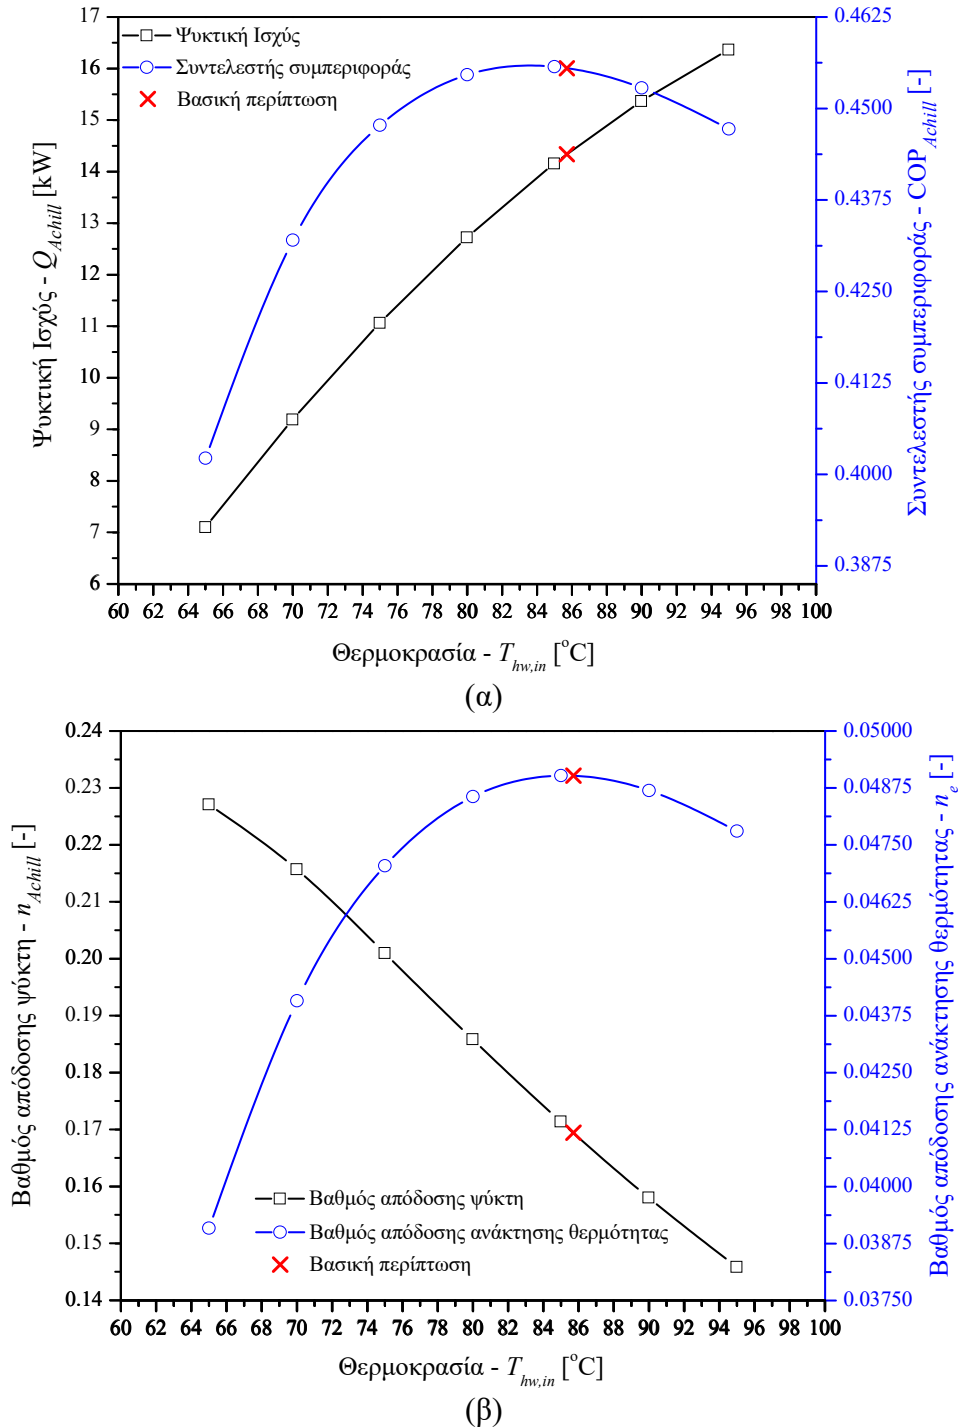 17
16
15
14
13
12
11
10
9
8
7
6
Ψυκτική Ισχύς - Q_Achill [kW]
Ψυκτική Ισχύς
Συντελεστής συμπεριφοράς
Βασική περίπτωση
0.4625
0.4500
0.4375
0.4250
0.4125
0.4000
0.3875
Συντελεστής συμπεριφοράς - COP_Achill [-]
60 62 64 66 68 70 72 74 76 78 80 82 84 86 88 90 92 94 96 98 100
Θερμοκρασία - T_hw,in [°C]
(α)
0.24
0.23
0.22
0.21
0.20
0.19
0.18
0.17
0.16
0.15
0.14
Βαθμός απόδοσης ψύκτη - n_Achill [-]
Βαθμός απόδοσης ψύκτη
Βαθμός απόδοσης ανάκτησης θερμότητας
Βασική περίπτωση
0.05000
0.04875
0.04750
0.04625
0.04500
0.04375
0.04250
0.04125
0.04000
0.03875
0.03750
Βαθμός απόδοσης ανάκτησης θερμότητας - n_e [-]
60 62 64 66 68 70 72 74 76 78 80 82 84 86 88 90 92 94 96 98 100
Θερμοκρασία - T_hw,in [°C]
(β)